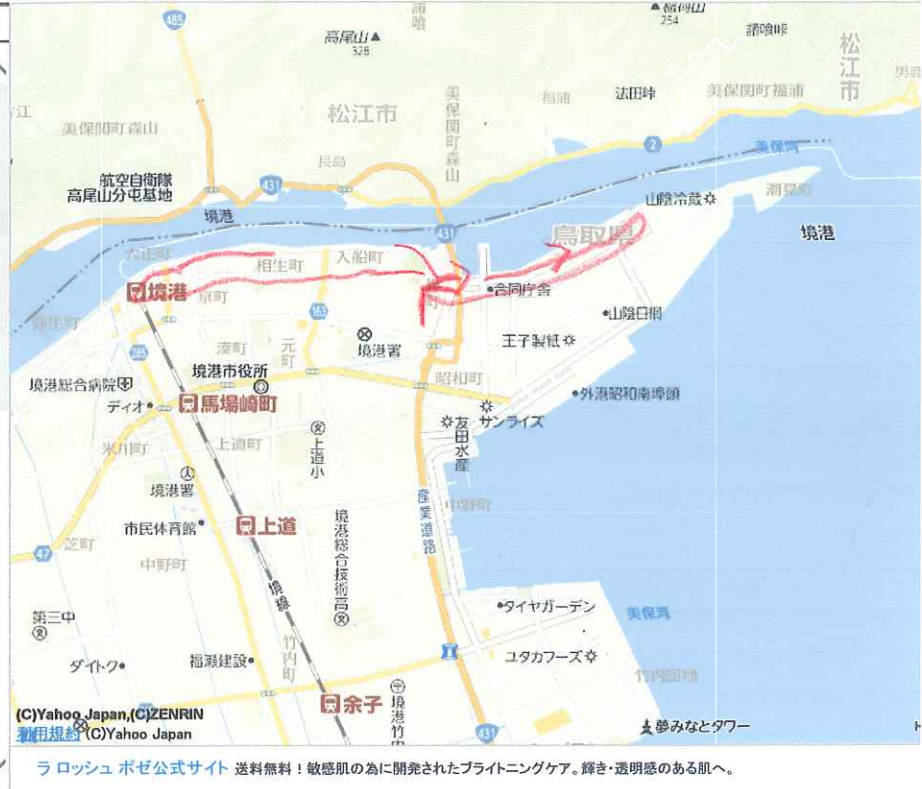 485
高尾山
328
諸喰
福岡山
254
諸喰峠
松江市
男鹿
松江市
美保関町森山
福浦
法田峠
美保関町福浦
江
美保関町森山
長島
2
美保湾
航空自衛隊
高尾山分屯基地
431
境港
431
山陰冷蔵
潮見町
鳥取県
境港
大正町
相生町
入船町
境港
京町
合同庁舎
弥生町
163
山陰日網
285
湊町
元町
境港署
王子製紙
境港市役所
昭和町
境港総合病院
ディオ
馬場崎町
外港昭和南埠頭
サンライズ
友田水産
米川町
上道町
上道小
境港署
産業道路
中野町
市民体育館
上道
境港総合技術高
47
芝町
中野町
境線
第三中
タイヤガーデン
美保湾
竹内町
ダイトク
福瀬建設
ユタカフーズ
竹内団地
余子
境港竹内
431
夢みなとタワー
(C)Yahoo Japan,(C)ZENRIN
利用規約 (C)Yahoo Japan
ラ ロッシュ ポゼ公式サイト 送料無料!敏感肌の為に開発されたブライトニングケア。輝き・透明感のある肌へ。